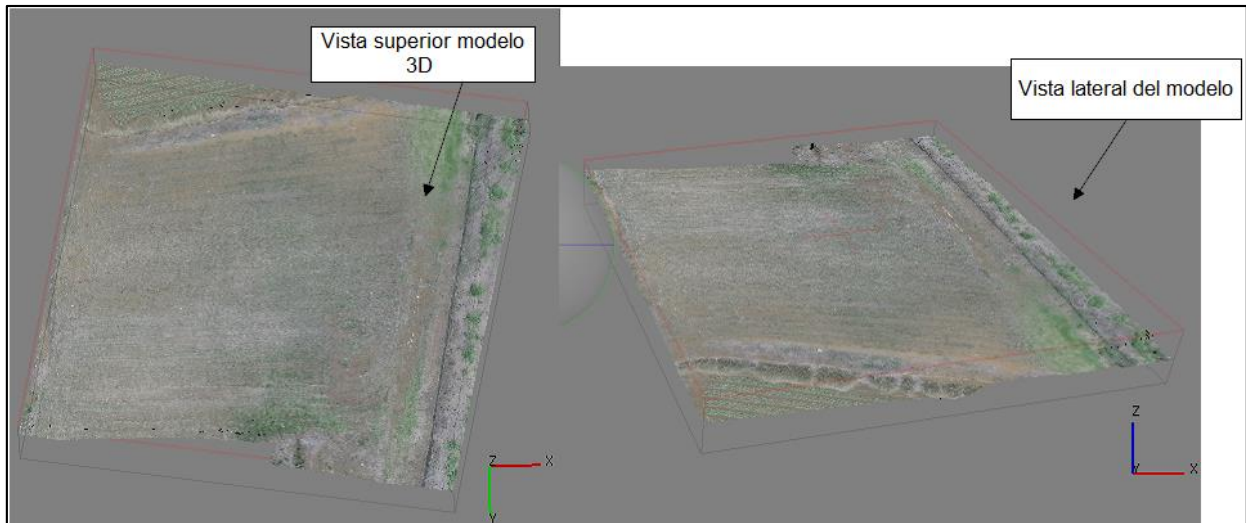 Vista superior modelo
3D
Vista lateral del modelo
Z X
Y
Z
Y X